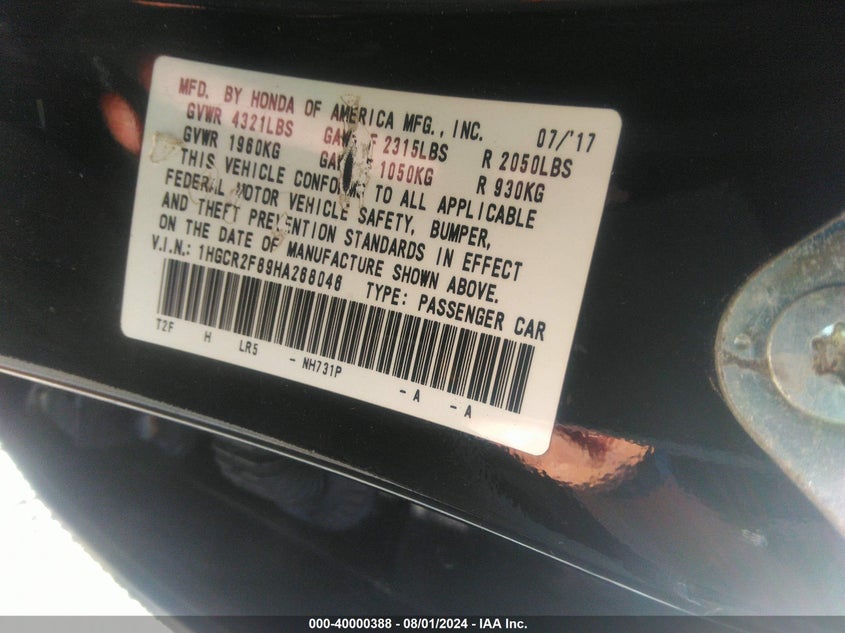 MFD. BY HONDA OF AMERICA MFG., INC. 07/'17
GVWR 4321LBS F 2315LBS R 2050LBS
GVWR 1960KG 1050KG R 930KG
THIS VEHICLE TO ALL APPLICABLE
FEDERAL MOTOR VEHICLE SAFETY, BUMPER,
AND THEFT PREVENTION STANDARDS IN EFFECT
ON THE DATE OF MANUFACTURE SHOWN ABOVE.
V.I.N.: 1HGCR2F89HA268046 TYPE: PASSENGER CAR
T2F H LR5 - NH731P - A - A
000-40000388 - 08/01/2024 - IAA Inc.